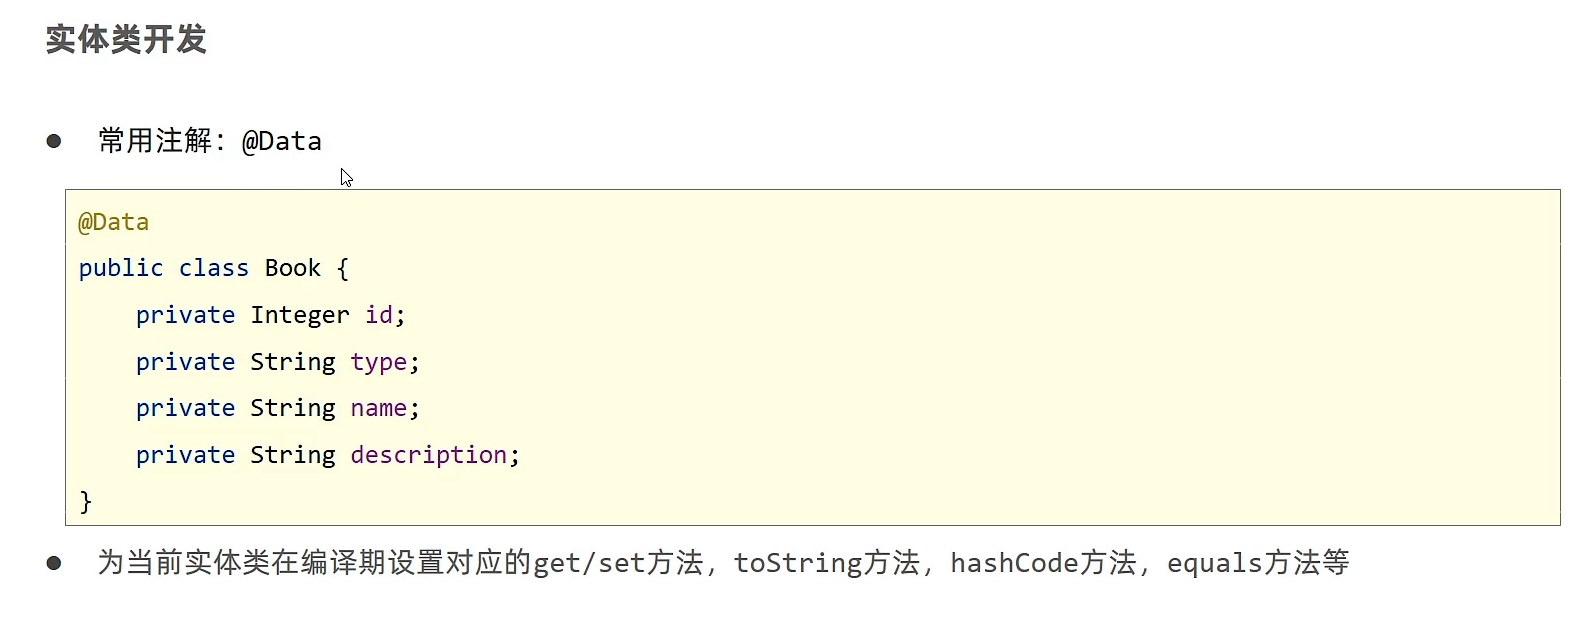 实体类开发
● 常用注解：@Data
@Data
public class Book {
    private Integer id;
    private String type;
    private String name;
    private String description;
}
● 为当前实体类在编译期设置对应的get/set方法，toString方法，hashCode方法，equals方法等